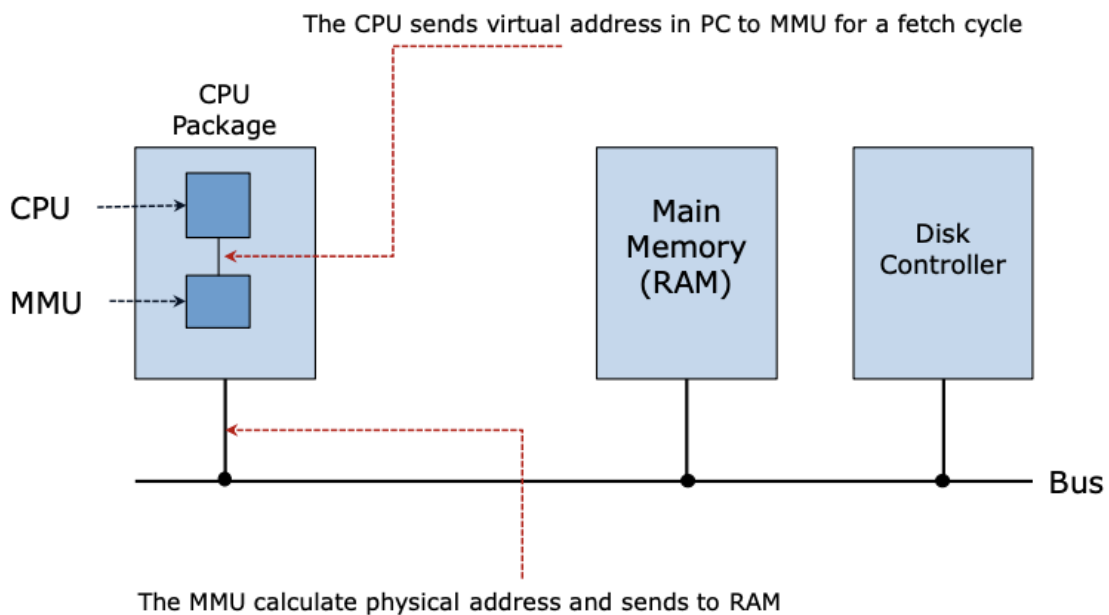 The CPU sends virtual address in PC to MMU for a fetch cycle
CPU
Package
CPU
MMU
Main
Memory
(RAM)
Disk
Controller
Bus
The MMU calculate physical address and sends to RAM